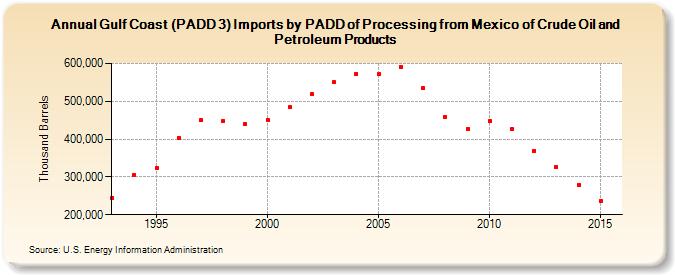 Annual Gulf Coast (PADD 3) Imports by PADD of Processing from Mexico of Crude Oil and
Petroleum Products
Thousand Barrels
600,000
500,000
400,000
300,000
200,000
1995
2000
2005
2010
2015
Source: U.S. Energy Information Administration